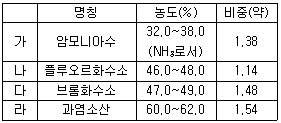 명칭 농도(%) 비중(약)
가 암모니아수 32,0~38,0 (NH₃로서) 1,38
나 플루오르화수소 46,0~48,0 1,14
다 브롬화수소 47,0~49,0 1,48
라 과염소산 60,0~62,0 1,54